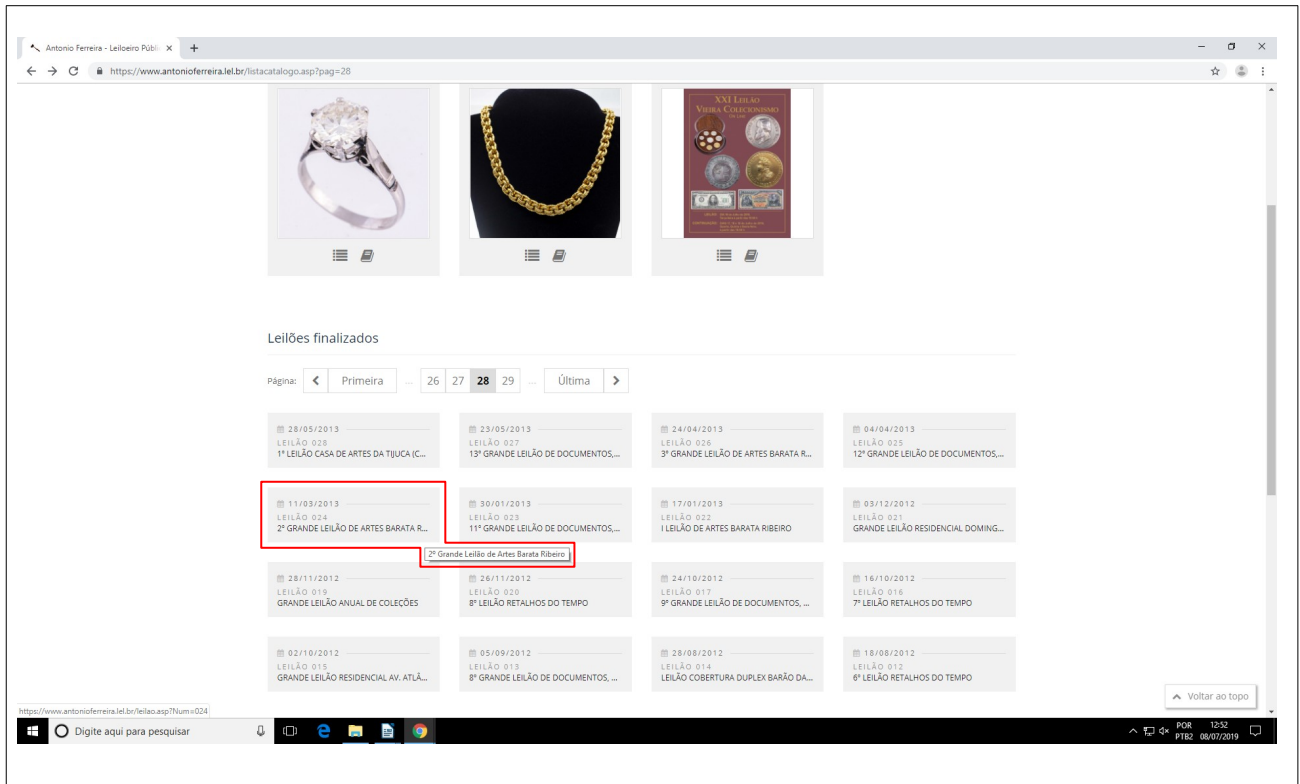 Antonio Ferreira - Leiloeiro Públic
https://www.antonioferreira.lel.br/listacatalogo.asp?pag=28
XXI LEILÃO
VIEIRA COLECIONISMO
Leilões finalizados
Página: Primeira ... 26 27 28 29 ... Última
28/05/2013
LEILÃO 028
1º LEILÃO CASA DE ARTES DA TIJUCA (C...
23/05/2013
LEILÃO 027
13º GRANDE LEILÃO DE DOCUMENTOS,...
24/04/2013
LEILÃO 026
3º GRANDE LEILÃO DE ARTES BARATA R...
04/04/2013
LEILÃO 025
12º GRANDE LEILÃO DE DOCUMENTOS,...
11/03/2013
LEILÃO 024
2º GRANDE LEILÃO DE ARTES BARATA R...
2º Grande Leilão de Artes Barata Ribeiro
30/01/2013
LEILÃO 023
11º GRANDE LEILÃO DE DOCUMENTOS,...
17/01/2013
LEILÃO 022
I LEILÃO DE ARTES BARATA RIBEIRO
03/12/2012
LEILÃO 021
GRANDE LEILÃO RESIDENCIAL DOMING...
28/11/2012
LEILÃO 019
GRANDE LEILÃO ANUAL DE COLEÇÕES
26/11/2012
LEILÃO 020
8º LEILÃO RETALHOS DO TEMPO
24/10/2012
LEILÃO 017
9º GRANDE LEILÃO DE DOCUMENTOS, ...
16/10/2012
LEILÃO 016
7º LEILÃO RETALHOS DO TEMPO
02/10/2012
LEILÃO 015
GRANDE LEILÃO RESIDENCIAL AV. ATLÂ...
05/09/2012
LEILÃO 013
8º GRANDE LEILÃO DE DOCUMENTOS, ...
28/08/2012
LEILÃO 014
LEILÃO COBERTURA DUPLEX BARÃO DA...
18/08/2012
LEILÃO 012
6º LEILÃO RETALHOS DO TEMPO
Voltar ao topo
https://www.antonioferreira.lel.br/leilao.asp?Num=024
Digite aqui para pesquisar
POR 12:52
PTB2 08/07/2019